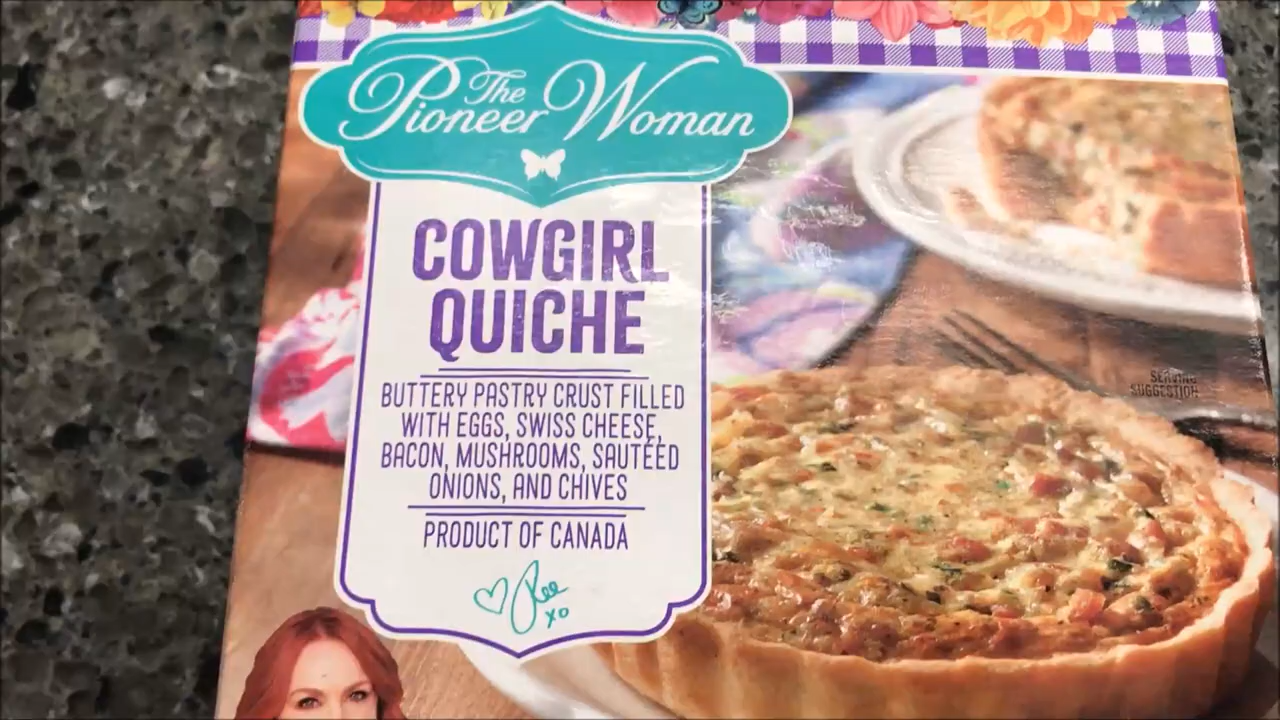 The
Pioneer Woman
COWGIRL
QUICHE
BUTTERY PASTRY CRUST FILLED
WITH EGGS, SWISS CHEESE,
BACON, MUSHROOMS, SAUTÉED
ONIONS, AND CHIVES
PRODUCT OF CANADA
Ree
xo
SERVING
SUGGESTION